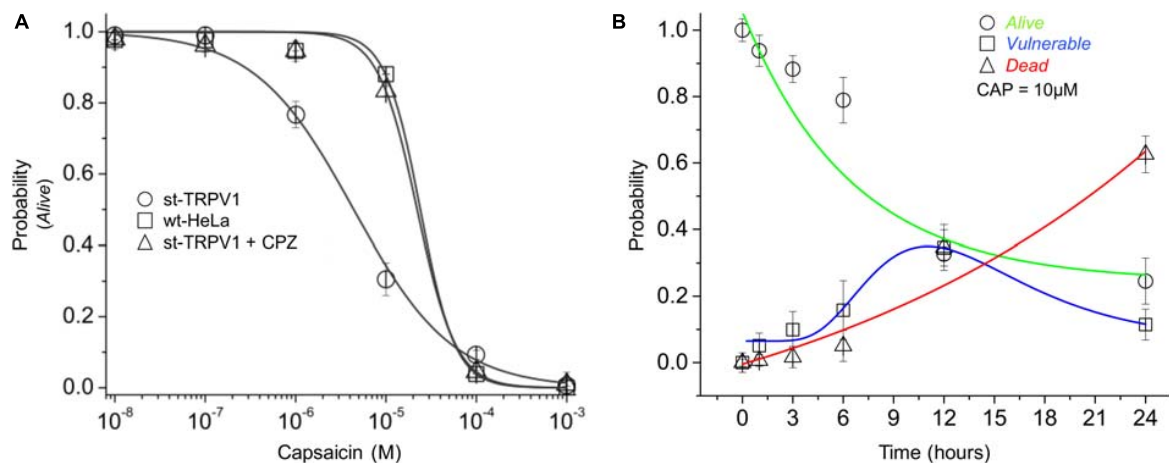 A
1.0
0.8
0.6
0.4
0.2
0.0
Probability
(Alive)
st-TRPV1
wt-HeLa
st-TRPV1 + CPZ
10-8
10-7
10-6
10-5
10-4
10-3
Capsaicin (M)
B
1.0
0.8
0.6
0.4
0.2
0.0
Probability
Alive
Vulnerable
Dead
CAP = 10µM
0 3 6 9 12 15 18 21 24
Time (hours)